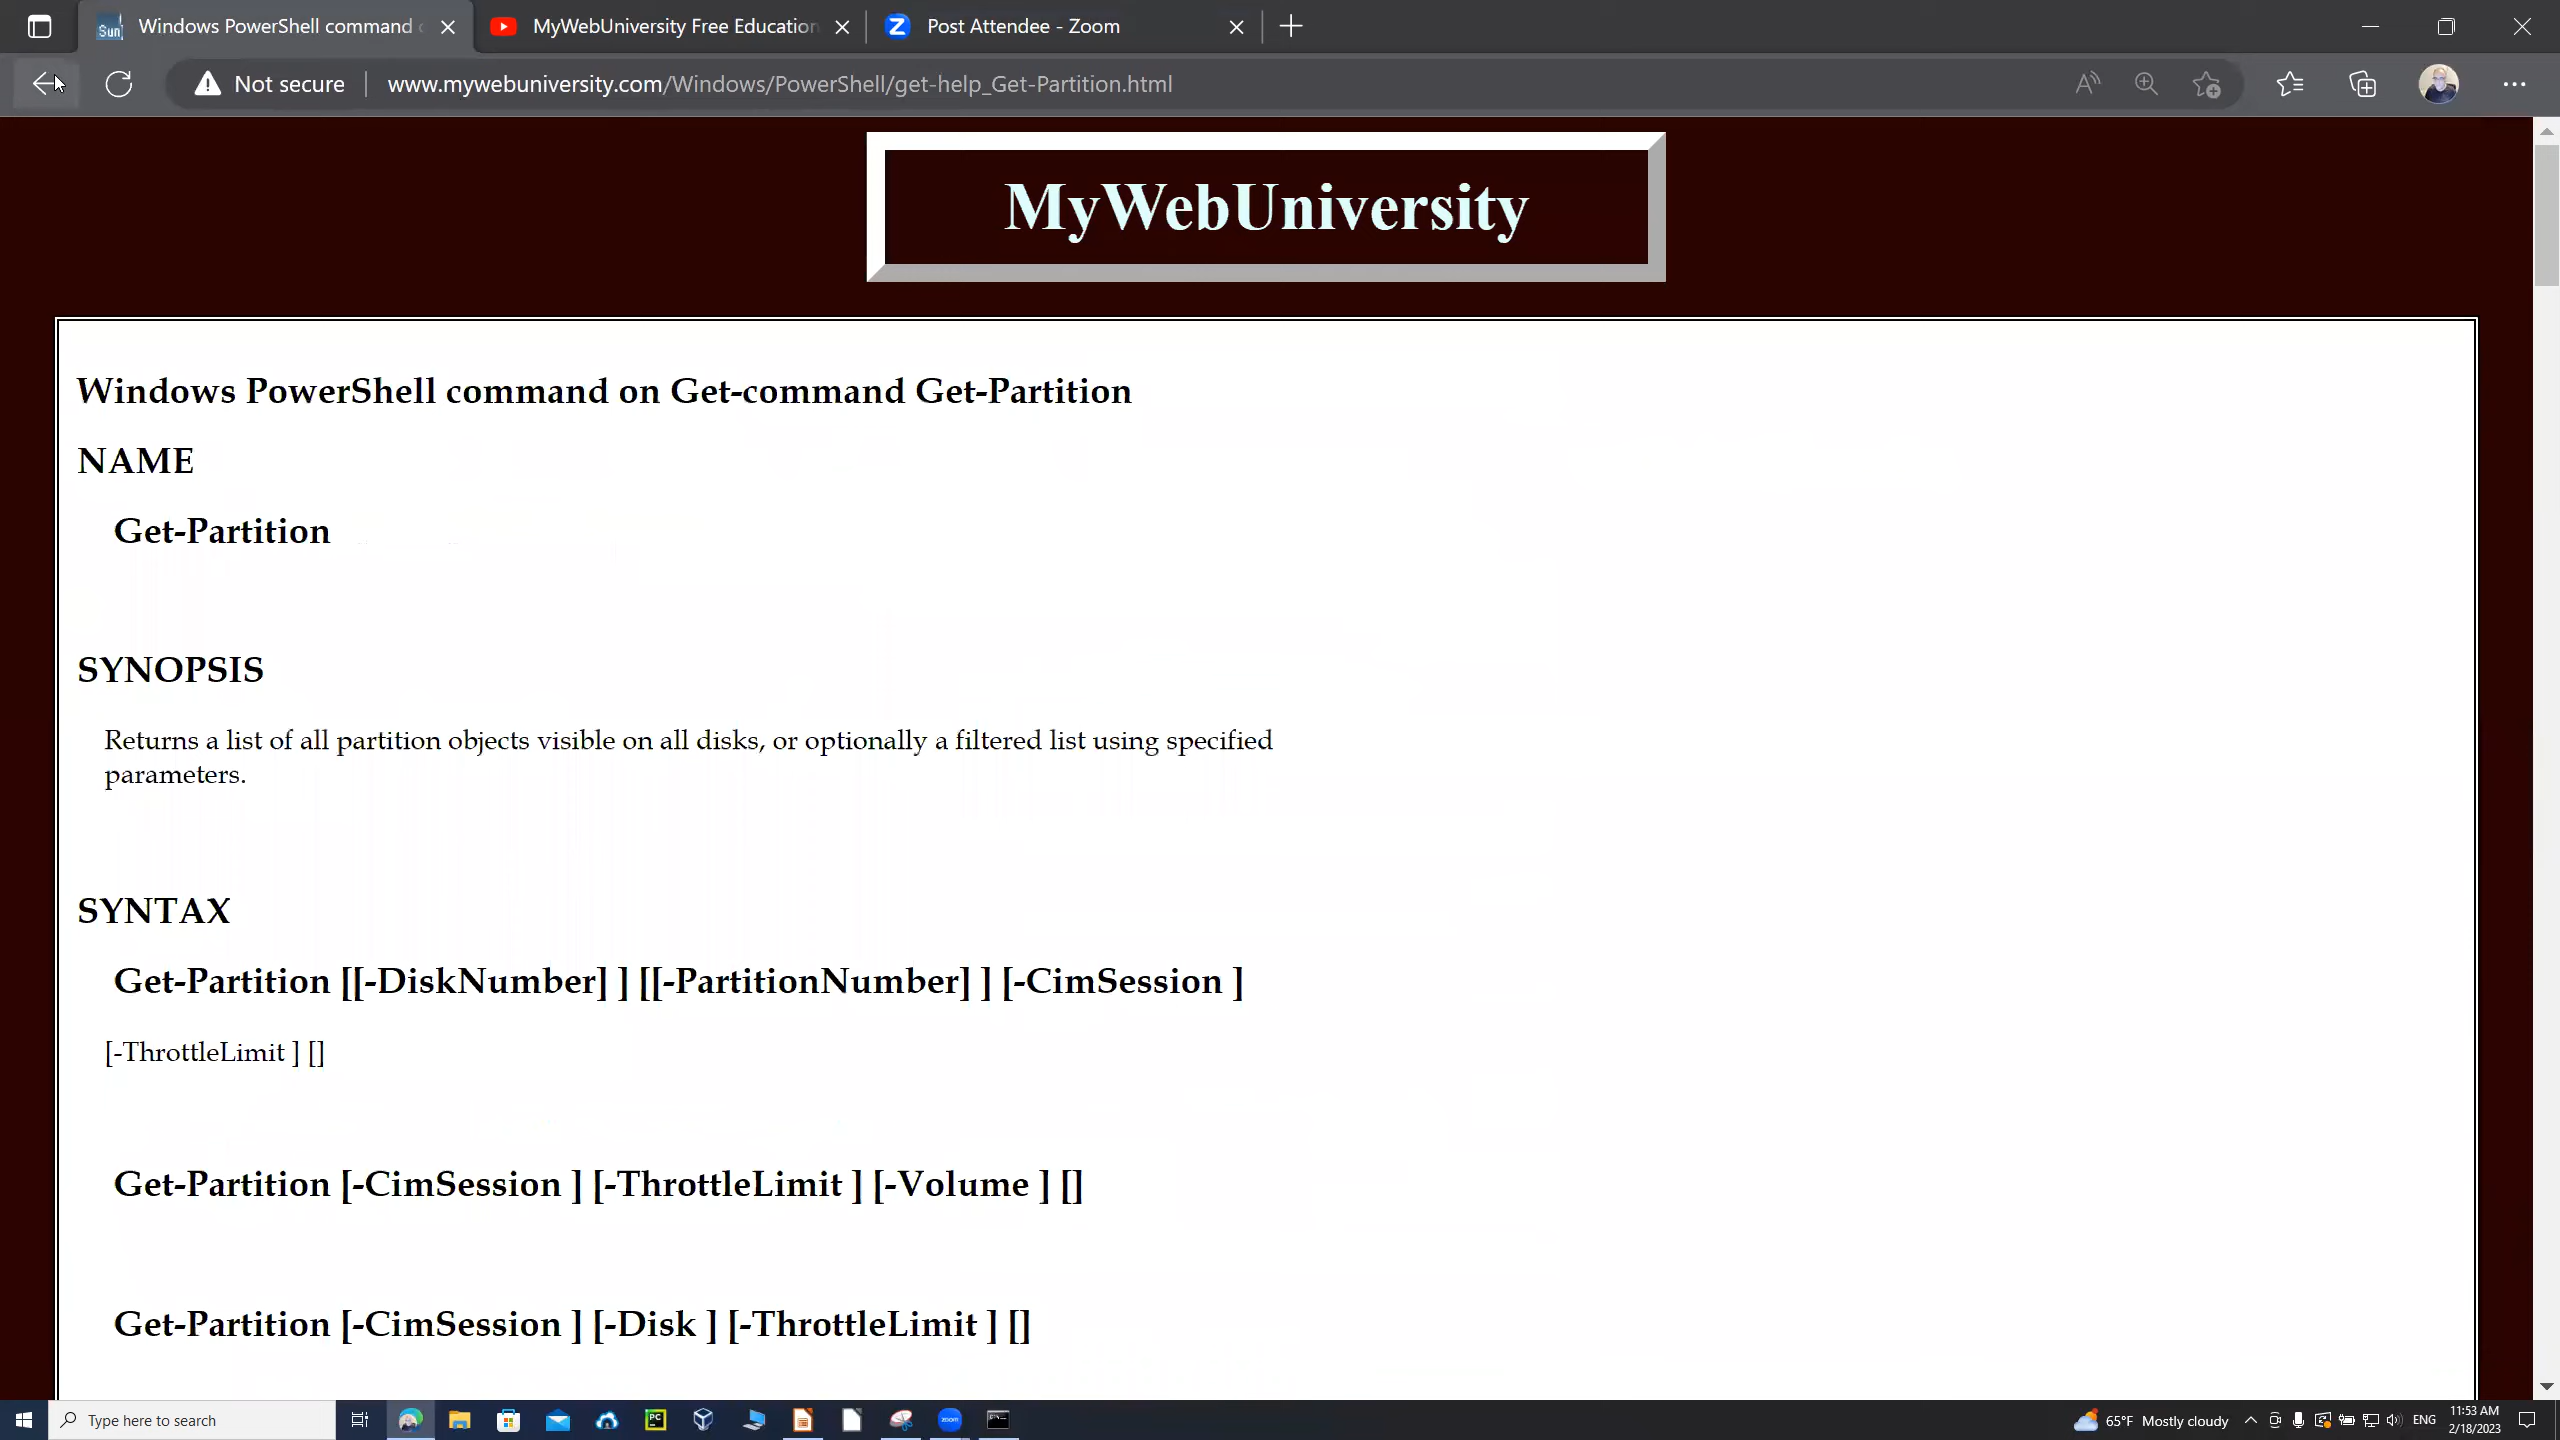 Windows PowerShell command
MyWebUniversity Free Education
Post Attendee - Zoom
Not secure
www.mywebuniversity.com/Windows/PowerShell/get-help_Get-Partition.html
MyWebUniversity
Windows PowerShell command on Get-command Get-Partition
NAME
Get-Partition
SYNOPSIS
Returns a list of all partition objects visible on all disks, or optionally a filtered list using specified
parameters.
SYNTAX
Get-Partition [[-DiskNumber] ] [[-PartitionNumber] ] [-CimSession ]
[-ThrottleLimit ] []
Get-Partition [-CimSession ] [-ThrottleLimit ] [-Volume ] []
Get-Partition [-CimSession ] [-Disk ] [-ThrottleLimit ] []
Type here to search
65°F Mostly cloudy
ENG
11:53 AM
2/18/2023